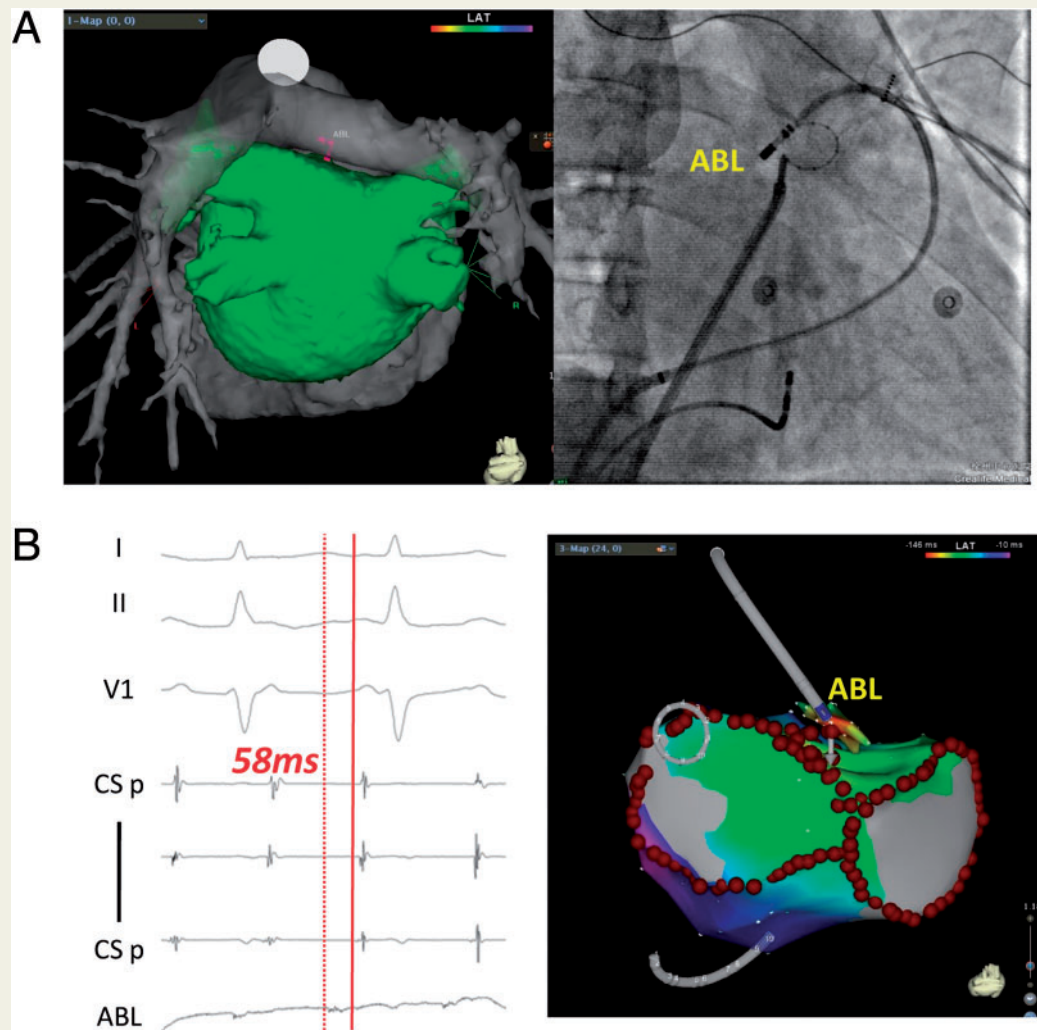 A
1-Map (0, 0)
LAT
ABL
L
R
ABL
B
I
II
V1
58ms
CS p
CS p
ABL
3-Map (24, 0)
-146 ms
LAT
-10 ms
ABL